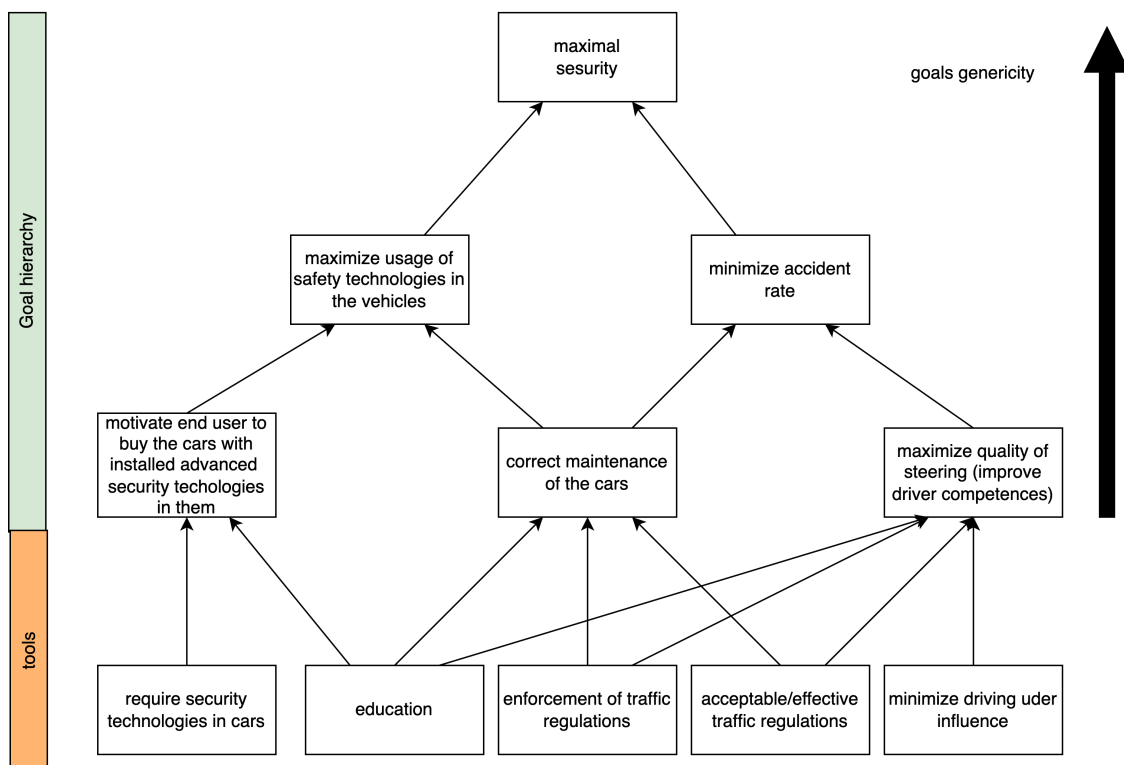 maximal
sesurity
goals genericity
Goal hierarchy
maximize usage of
safety technologies in
the vehicles
minimize accident
rate
motivate end user to
buy the cars with
installed advanced
security techologies
in them
correct maintenance
of the cars
maximize quality of
steering (improve
driver competences)
tools
require security
technologies in cars
education
enforcement of traffic
regulations
acceptable/effective
traffic regulations
minimize driving uder
influence